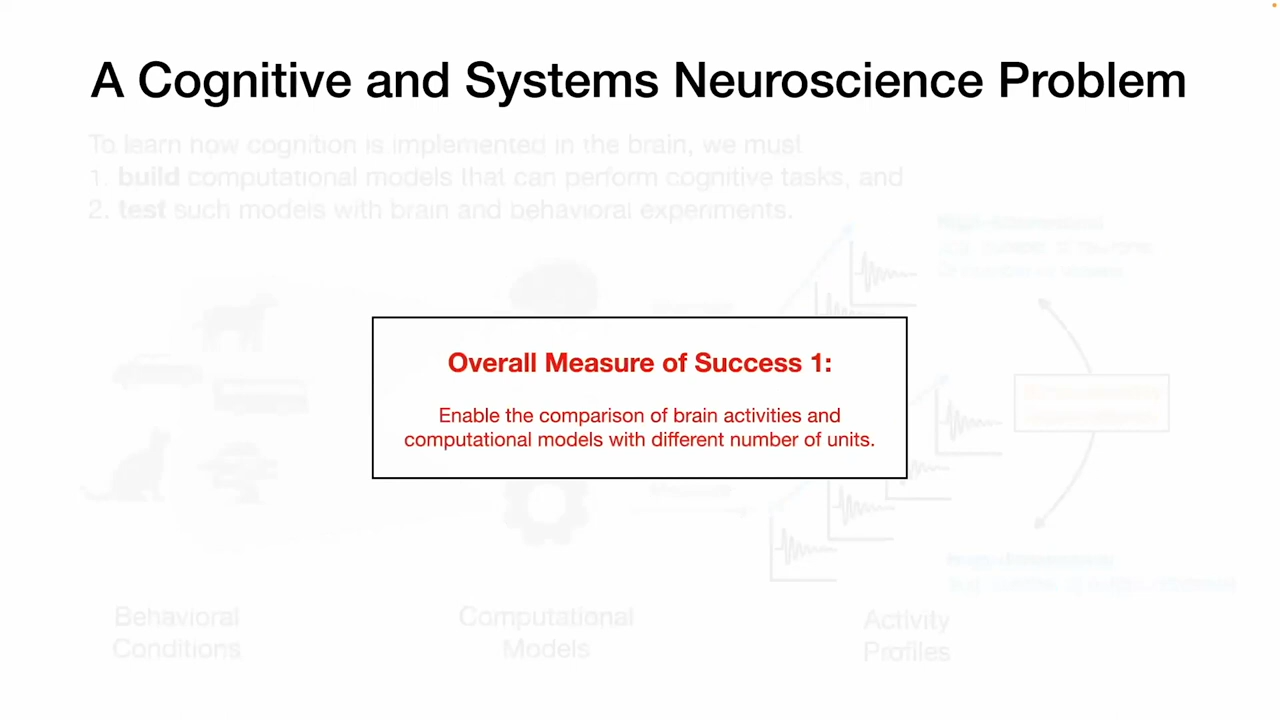 A Cognitive and Systems Neuroscience Problem
To learn how cognition is implemented in the brain, we must
1. build computational models that can perform cognitive tasks, and
2. test such models with brain and behavioral experiments.
Overall Measure of Success 1:
Enable the comparison of brain activities and
computational models with different number of units.
Behavioral
Conditions
Computational
Models
Activity
Profiles